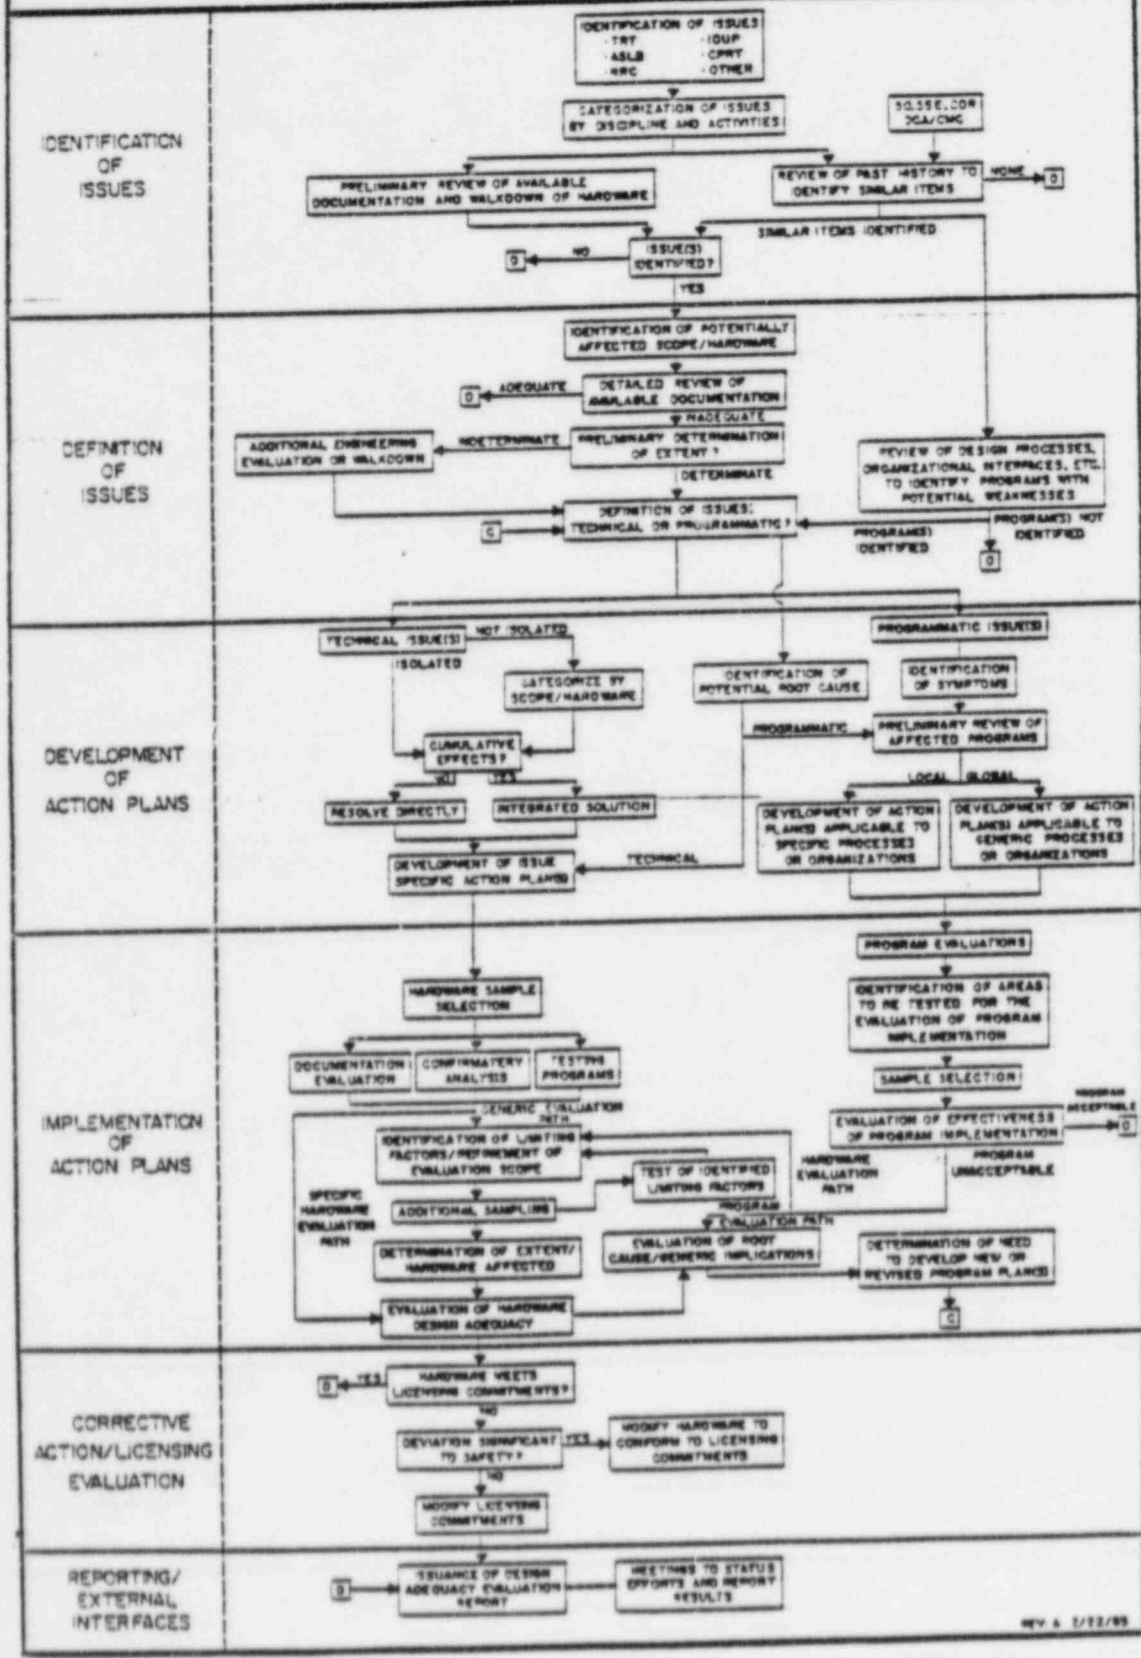 IDENTIFICATION OF ISSUES
· TRT
· ASLB
· CPRT
· OTHER
CATEGORIZATION OF ISSUES
BY DISCIPLINE AND ACTIVITIES
IDENTIFICATION
OF
ISSUES
PRELIMINARY REVIEW OF AVAILABLE
DOCUMENTATION AND WALKDOWN OF HARDWARE
REVIEW OF PAST HISTORY TO
IDENTIFY SIMILAR ITEMS
NONE
D
SIMILAR ITEMS IDENTIFIED
ISSUE(S)
IDENTIFIED?
NO
D
YES
DEFINITION
OF
ISSUES
IDENTIFICATION OF POTENTIALLY
AFFECTED SCOPE/HARDWARE
DETAILED REVIEW OF
AVAILABLE DOCUMENTATION
ADEQUATE
D
INADEQUATE
PRELIMINARY DETERMINATION
OF EXTENT?
INDETERMINATE
ADDITIONAL ENGINEERING
EVALUATION OR WALKDOWN
DETERMINATE
DEFINITION OF ISSUES:
TECHNICAL OR PROGRAMMATIC?
C
REVIEW OF DESIGN PROCESSES,
ORGANIZATIONAL INTERFACES, ETC.
TO IDENTIFY PROGRAMS WITH
POTENTIAL WEAKNESSES
PROGRAM(S)
IDENTIFIED
PROGRAM(S) NOT
IDENTIFIED
D
DEVELOPMENT
OF
ACTION PLANS
TECHNICAL ISSUE(S)
NOT ISOLATED
ISOLATED
CATEGORIZE BY
SCOPE/HARDWARE
CUMULATIVE
EFFECTS?
NO
YES
RESOLVE DIRECTLY
INTEGRATED SOLUTION
DEVELOPMENT OF ISSUE
SPECIFIC ACTION PLAN(S)
IDENTIFICATION OF
POTENTIAL ROOT CAUSE
PROGRAMMATIC
TECHNICAL
PROGRAMMATIC ISSUE(S)
IDENTIFICATION
OF SYMPTOMS
PRELIMINARY REVIEW OF
AFFECTED PROGRAMS
LOCAL
GLOBAL
DEVELOPMENT OF ACTION
PLAN(S) APPLICABLE TO
SPECIFIC PROCESSES
OR ORGANIZATIONS
DEVELOPMENT OF ACTION
PLAN(S) APPLICABLE TO
GENERIC PROCESSES
OR ORGANIZATIONS
IMPLEMENTATION
OF
ACTION PLANS
HARDWARE SAMPLE
SELECTION
DOCUMENTATION
EVALUATION
CONFIRMATERY
ANALYSIS
TESTING
PROGRAMS
GENERIC EVALUATION
PATH
IDENTIFICATION OF LIMITING
FACTORS/REFINEMENT OF
EVALUATION SCOPE
SPECIFIC
HARDWARE
EVALUATION
PATH
ADDITIONAL SAMPLING
TEST OF IDENTIFIED
LIMITING FACTORS
DETERMINATION OF EXTENT/
HARDWARE AFFECTED
EVALUATION OF HARDWARE
DESIGN ADEQUACY
PROGRAM EVALUATIONS
IDENTIFICATION OF AREAS
TO BE TESTED FOR THE
EVALUATION OF PROGRAM
IMPLEMENTATION
SAMPLE SELECTION
EVALUATION OF EFFECTIVENESS
OF PROGRAM IMPLEMENTATION
PROGRAM
ACCEPTABLE
D
HARDWARE
EVALUATION
PATH
PROGRAM
UNACCEPTABLE
PROGRAM
EVALUATION PATH
EVALUATION OF ROOT
CAUSE/GENERIC IMPLICATIONS
DETERMINATION OF NEED
TO DEVELOP NEW OR
REVISED PROGRAM PLAN(S)
C
CORRECTIVE
ACTION/LICENSING
EVALUATION
HARDWARE MEETS
LICENSING COMMITMENTS?
YES
D
NO
DEVIATION SIGNIFICANT
TO SAFETY?
YES
MODIFY HARDWARE TO
CONFORM TO LICENSING
COMMITMENTS
NO
MODIFY LICENSING
COMMITMENTS
REPORTING/
EXTERNAL
INTERFACES
D
ISSUANCE OF DESIGN
ADEQUACY EVALUATION
REPORT
MEETINGS TO STATUS
EFFORTS AND REPORT
RESULTS
REV. A